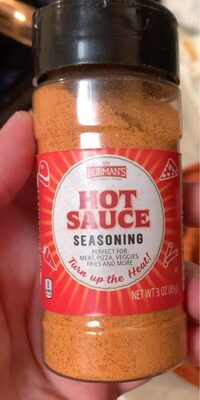 BURMAN'S
HOT
SAUCE
SEASONING
PERFECT FOR
MEAT, PIZZA, VEGGIES,
FRIES AND MORE
Turn up the Heat!
NET WT 3 OZ (85g)